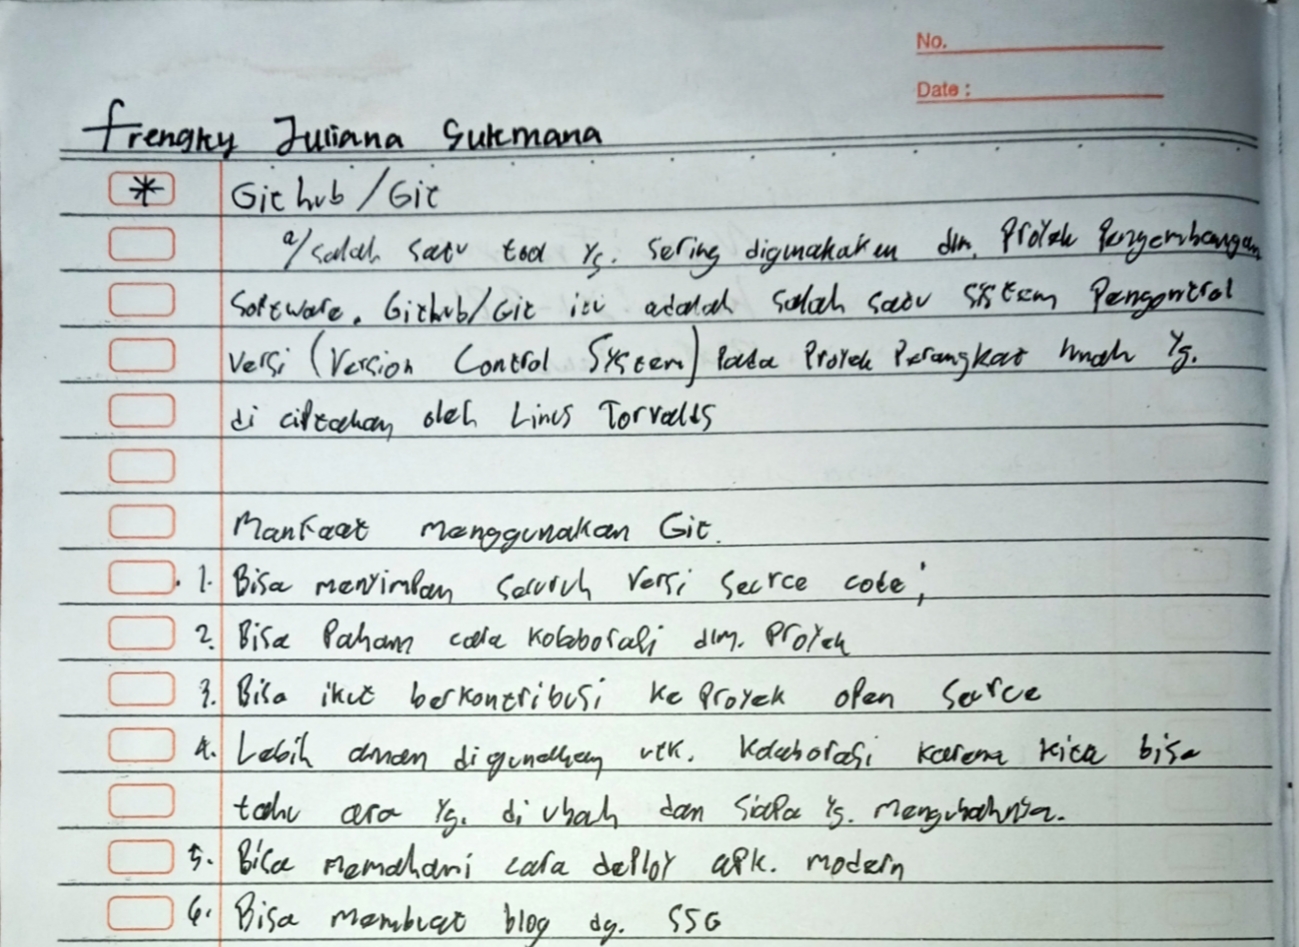 No.
Date :
Frengky Juliana Sukmana
* Github/Git
a/ salah satu tool yg. sering digunakaken dlm. Proyek Pengembangan
Software. Github/Git itu adalah salah satu sistem Pengontrol
Versi (Version Control System) Pada Proyek Perangkat lunak Yg.
di ciptakan oleh Linus Torvalds
Manfaat menggunakan Git.
1. Bisa menyimpan seluruh versi source code;
2. Bisa Paham cara kolaborasi dlm. Proyek
3. Bisa ikut berkontribusi ke Proyek open source
4. Lebih aman digunakan utk. Kolaborasi karena kita bisa
tahu apa yg. di ubah dan siapa yg. mengubahnya.
5. Bisa memahami cara deploy apk. modern
6. Bisa membuat blog dg. SSG